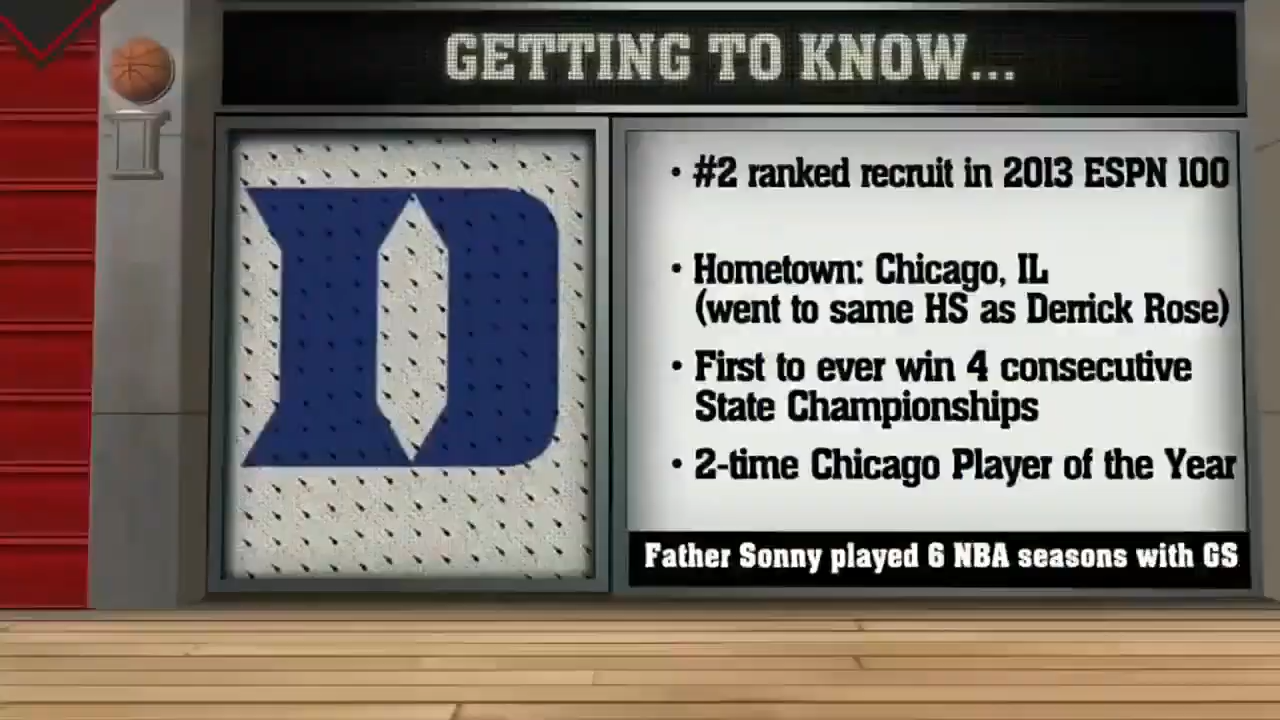 GETTING TO KNOW...
D
• #2 ranked recruit in 2013 ESPN 100
• Hometown: Chicago, IL
(went to same HS as Derrick Rose)
• First to ever win 4 consecutive
State Championships
• 2-time Chicago Player of the Year
Father Sonny played 6 NBA seasons with GS